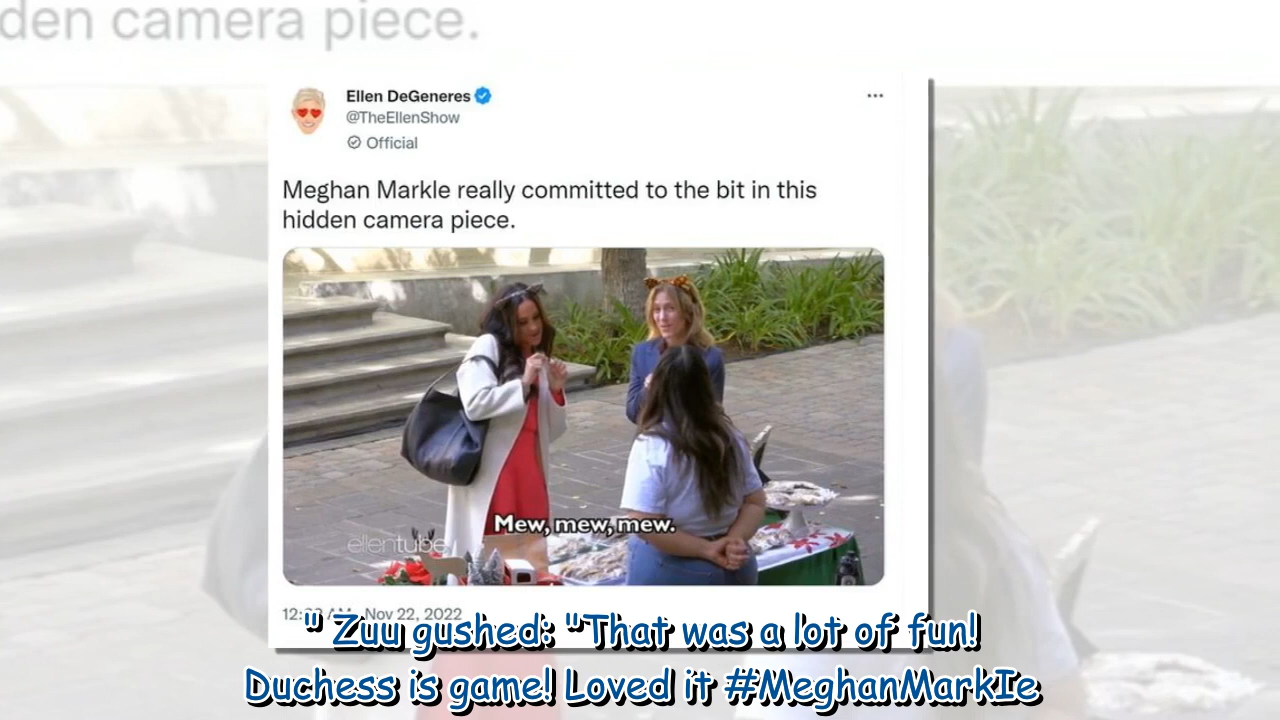 den camera piece.
Ellen DeGeneres
@TheEllenShow
Official
Meghan Markle really committed to the bit in this
hidden camera piece.
Mew, mew, mew.
ellentube
Nov 22, 2022
" Zuu gushed: "That was a lot of fun!
Duchess is game! Loved it #MeghanMarkIe